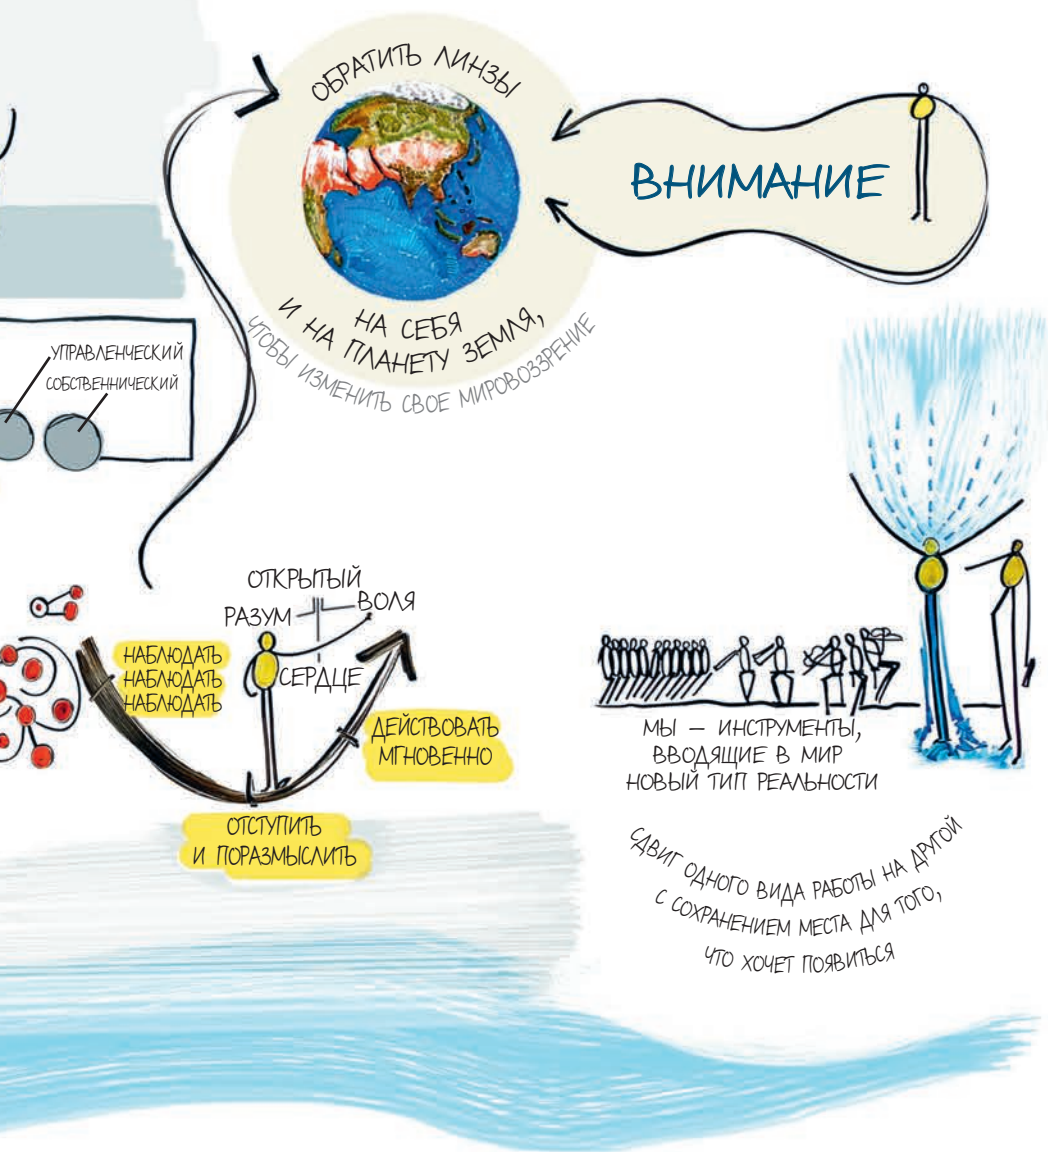 ОБРАТИТЬ ЛИНЗЫ
НА СЕБЯ
И НА ПЛАНЕТУ ЗЕМЛЯ,
ЧТОБЫ ИЗМЕНИТЬ СВОЕ МИРОВОЗЗРЕНИЕ
ВНИМАНИЕ
УПРАВЛЕНЧЕСКИЙ
СОБСТВЕННИЧЕСКИЙ
ОТКРЫТЫЙ
РАЗУМ
ВОЛЯ
СЕРДЦЕ
НАБЛЮДАТЬ
НАБЛЮДАТЬ
НАБЛЮДАТЬ
ДЕЙСТВОВАТЬ
МГНОВЕННО
ОТСТУПИТЬ
И ПОРАЗМЫСЛИТЬ
МЫ — ИНСТРУМЕНТЫ,
ВВОДЯЩИЕ В МИР
НОВЫЙ ТИП РЕАЛЬНОСТИ
СДВИГ ОДНОГО ВИДА РАБОТЫ НА ДРУГОЙ
С СОХРАНЕНИЕМ МЕСТА ДЛЯ ТОГО,
ЧТО ХОЧЕТ ПОЯВИТЬСЯ